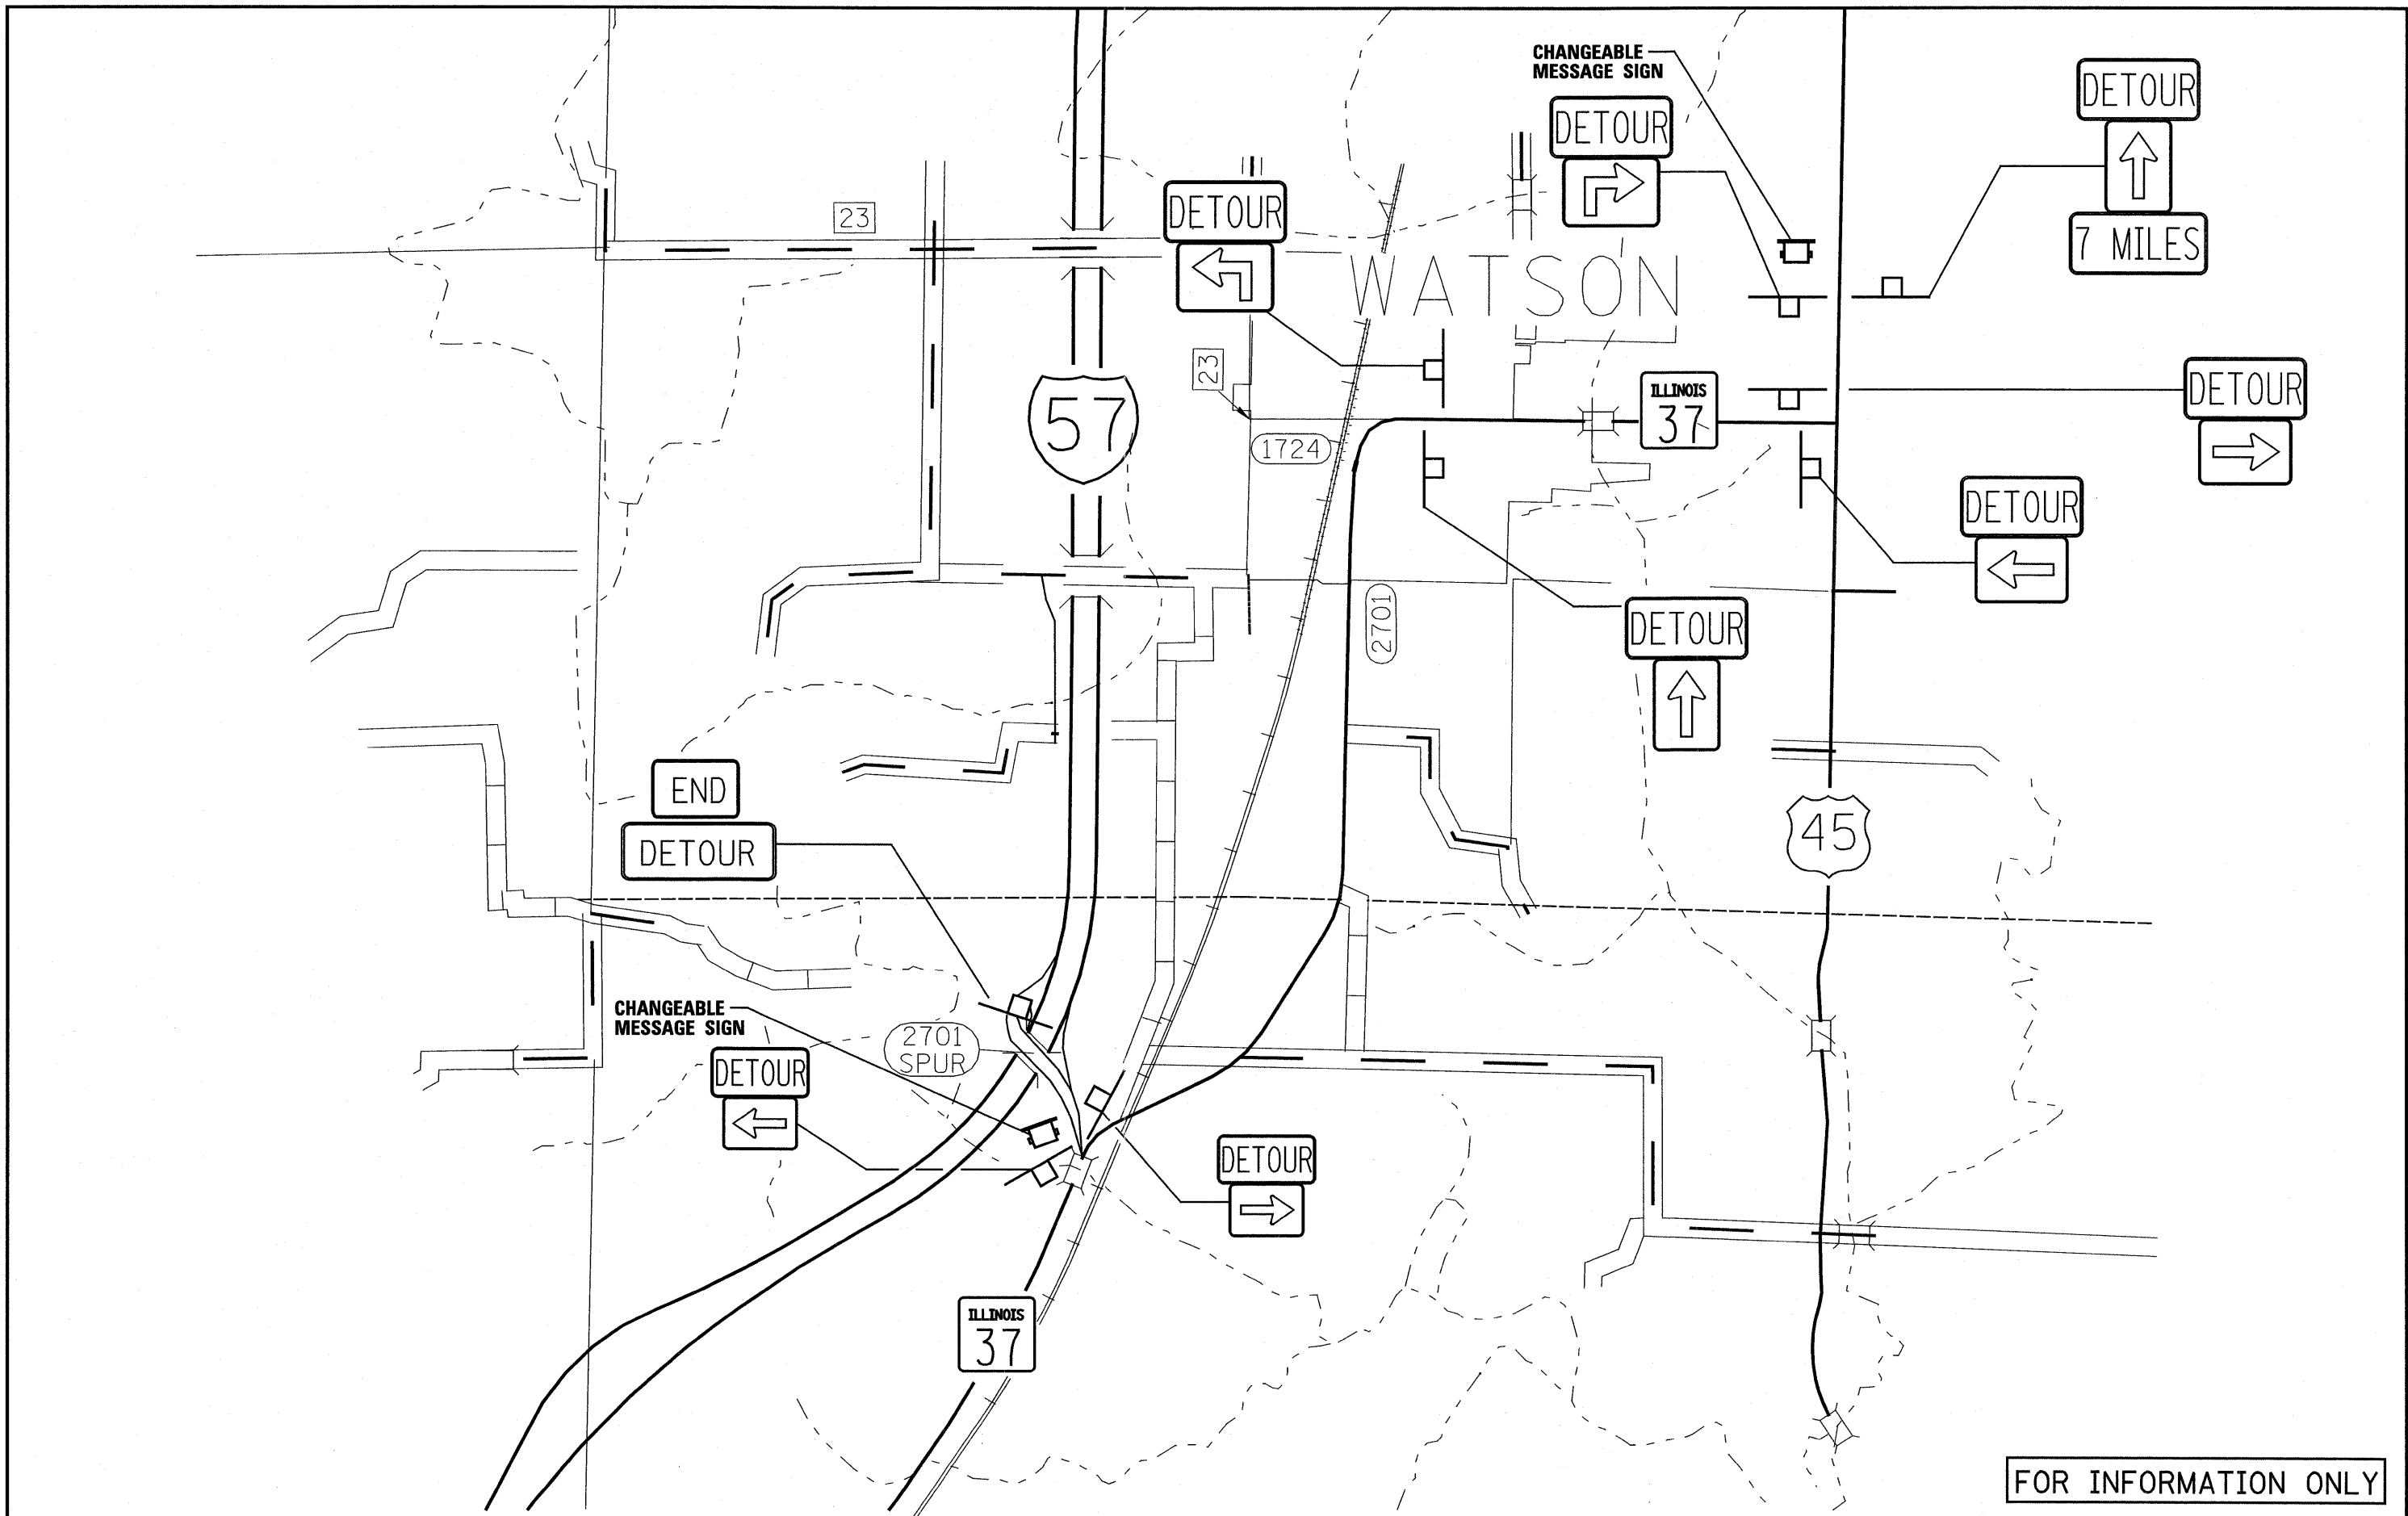 CHANGEABLE
MESSAGE SIGN
DETOUR
DETOUR
7 MILES
DETOUR
23
WATSON
23
57
1724
ILLINOIS
37
DETOUR
DETOUR
2701
DETOUR
END
DETOUR
45
CHANGEABLE
MESSAGE SIGN
2701
SPUR
DETOUR
DETOUR
ILLINOIS
37
FOR INFORMATION ONLY